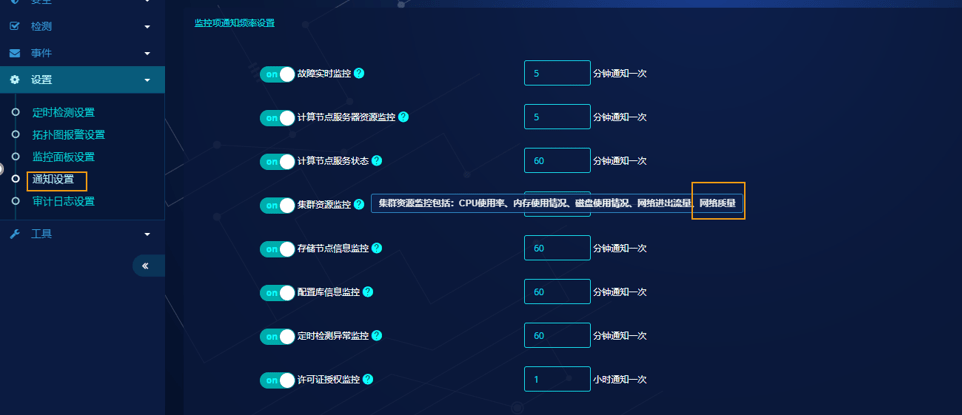 安全
检测
事件
设置
定时检测设置
拓扑图报警设置
监控面板设置
通知设置
审计日志设置
工具
«
监控项通知频率设置
on 故障实时监控 ? 5 分钟通知一次
on 计算节点服务器资源监控 ? 5 分钟通知一次
on 计算节点服务状态 ? 60 分钟通知一次
on 集群资源监控 ? 集群资源监控包括：CPU使用率、内存使用情况、磁盘使用情况、网络进出流量、网络质量
on 存储节点信息监控 ? 60 分钟通知一次
on 配置库信息监控 ? 60 分钟通知一次
on 定时检测异常监控 ? 60 分钟通知一次
on 许可证授权监控 ? 1 小时通知一次